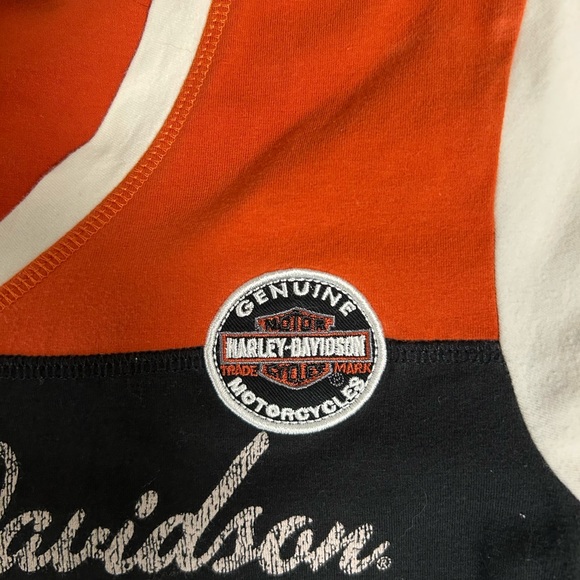 GENUINE
MOTOR
HARLEY-DAVIDSON
TRADE MARK
CYCLES
®
MOTORCYCLES
Davidson®